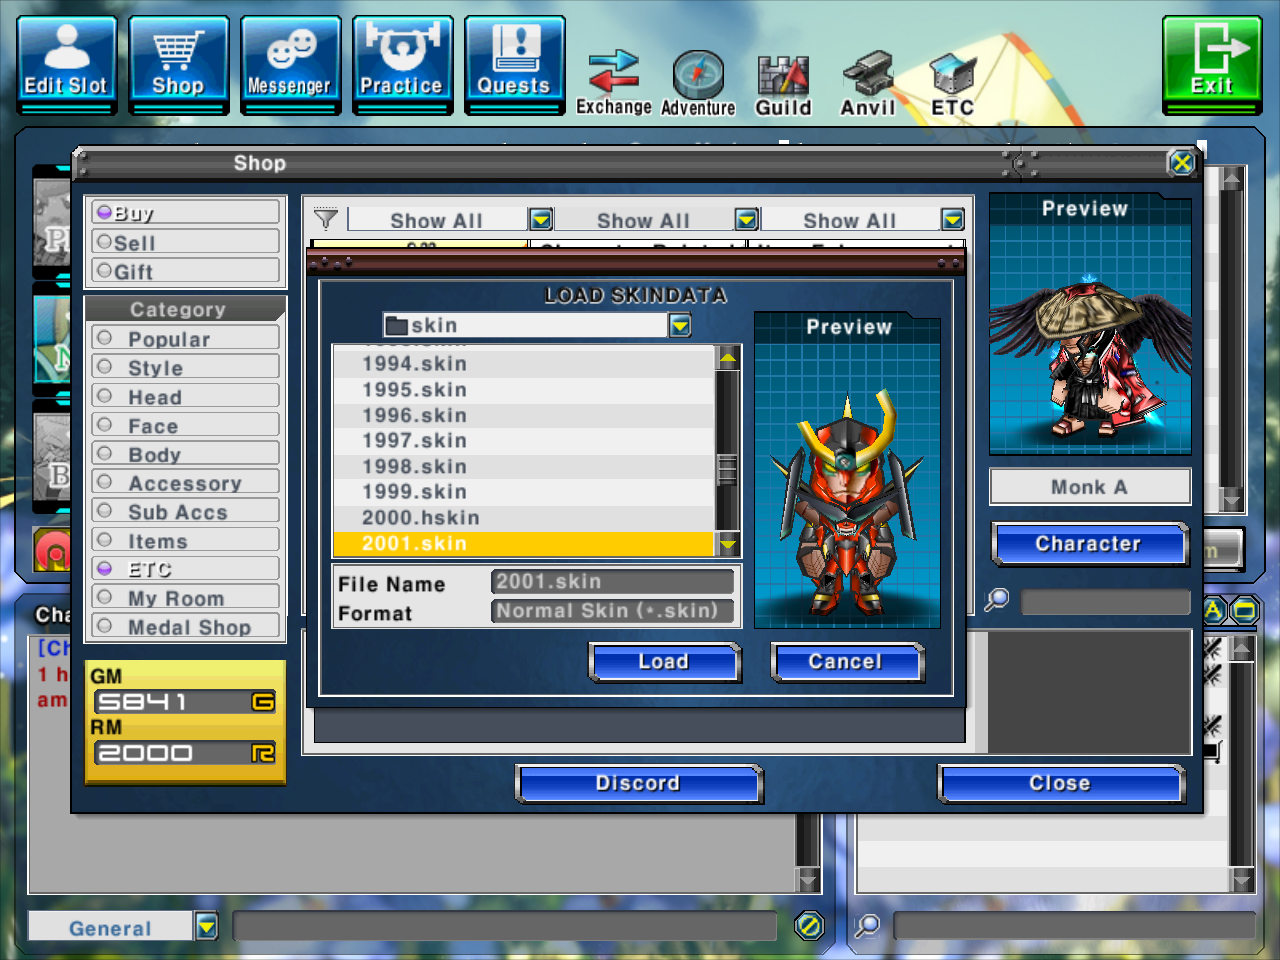 Edit Slot
Shop
Messenger
Practice
Quests
Exchange
Adventure
Guild
Anvil
ETC
Exit
Shop
Buy
Sell
Gift
Category
Popular
Style
Head
Face
Body
Accessory
Sub Accs
Items
ETC
My Room
Medal Shop
GM
5841 G
RM
2000 R
Show All
Show All
Show All
LOAD SKINDATA
skin
1994.skin
1995.skin
1996.skin
1997.skin
1998.skin
1999.skin
2000.hskin
2001.skin
File Name
2001.skin
Format
Normal Skin (*.skin)
Preview
Load
Cancel
Preview
Monk A
Character
Discord
Close
Cha
[Ch
1 h
am
General